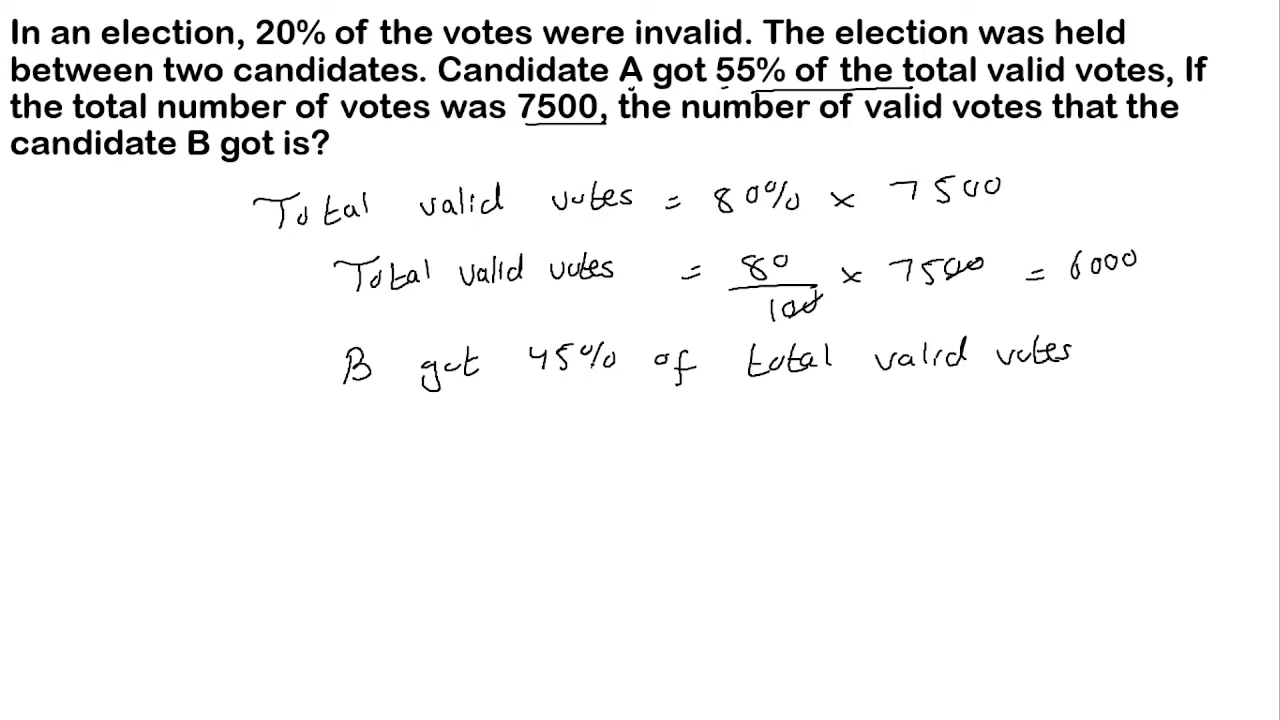 In an election, 20% of the votes were invalid. The election was held
between two candidates. Candidate A got 55% of the total valid votes, If
the total number of votes was 7500, the number of valid votes that the
candidate B got is?
Total valid votes = 80% × 7500
Total valid votes = 80/100 × 7500 = 6000
B got 45% of total valid votes